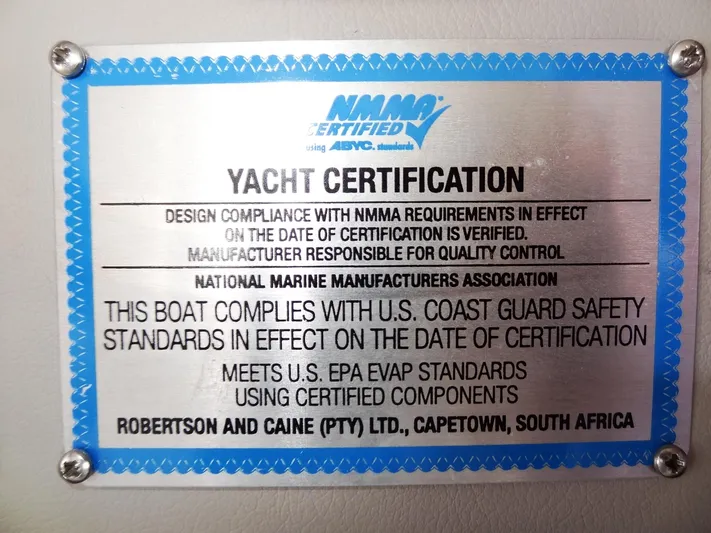 NMMA
CERTIFIED
using ABYC. standards
YACHT CERTIFICATION
DESIGN COMPLIANCE WITH NMMA REQUIREMENTS IN EFFECT
ON THE DATE OF CERTIFICATION IS VERIFIED.
MANUFACTURER RESPONSIBLE FOR QUALITY CONTROL
NATIONAL MARINE MANUFACTURERS ASSOCIATION
THIS BOAT COMPLIES WITH U.S. COAST GUARD SAFETY
STANDARDS IN EFFECT ON THE DATE OF CERTIFICATION
MEETS U.S. EPA EVAP STANDARDS
USING CERTIFIED COMPONENTS
ROBERTSON AND CAINE (PTY) LTD., CAPETOWN, SOUTH AFRICA